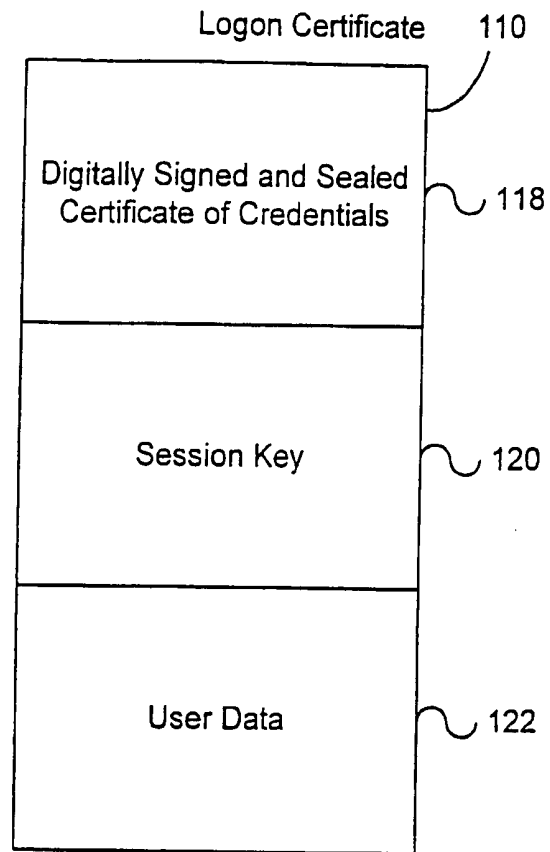 Logon Certificate 110
Digitally Signed and Sealed
Certificate of Credentials
118
Session Key
120
User Data
122